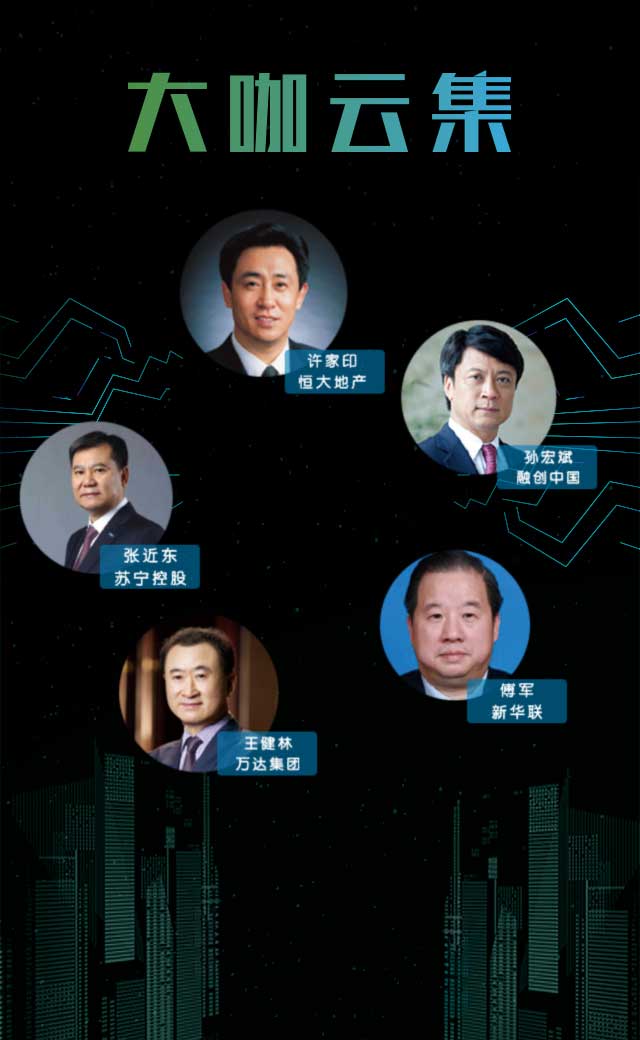 大咖云集
许家印
恒大地产
孙宏斌
融创中国
张近东
苏宁控股
傅军
新华联
王健林
万达集团